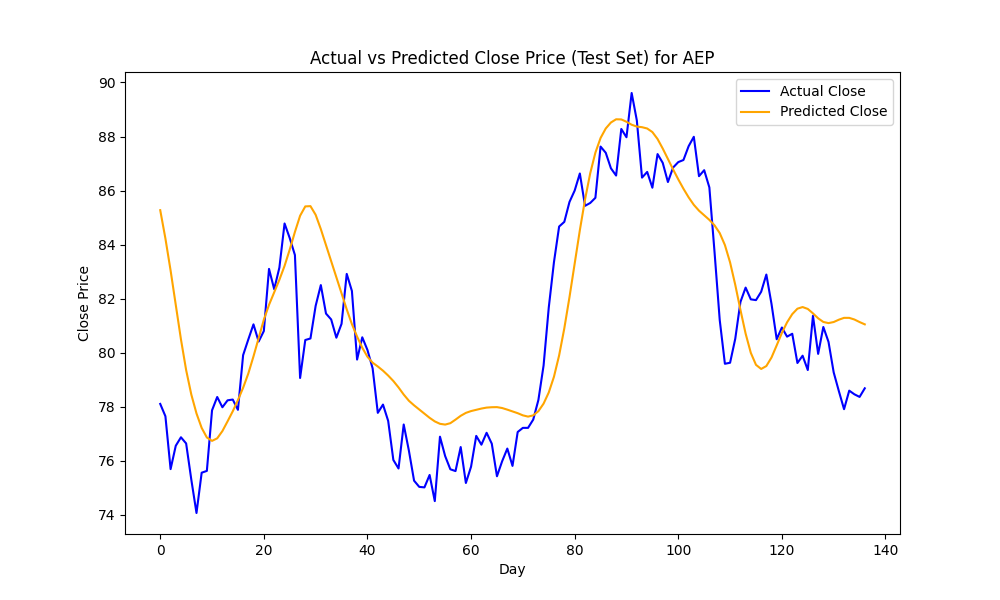 Actual vs Predicted Close Price (Test Set) for AEP
Actual Close
Predicted Close
Close Price
90
88
86
84
82
80
78
76
74
0 20 40 60 80 100 120 140
Day